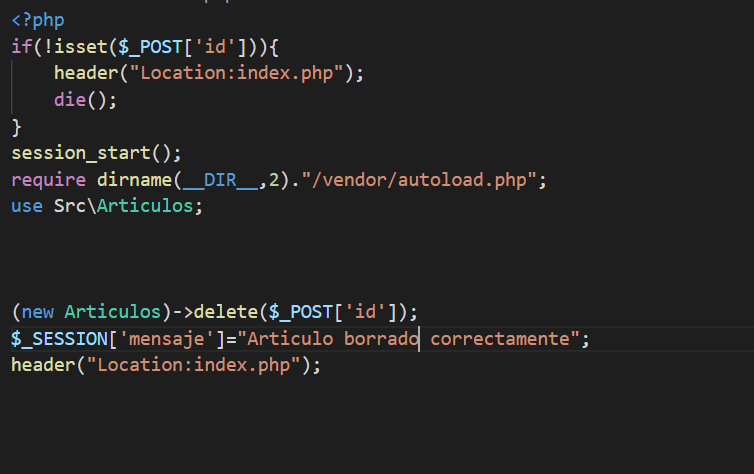 <?php
if(!isset($_POST['id'])){
    header("Location:index.php");
    die();
}
session_start();
require dirname(__DIR__,2)."/vendor/autoload.php";
use Src\Articulos;
(new Articulos)->delete($_POST['id']);
$_SESSION['mensaje']="Articulo borrado correctamente";
header("Location:index.php");